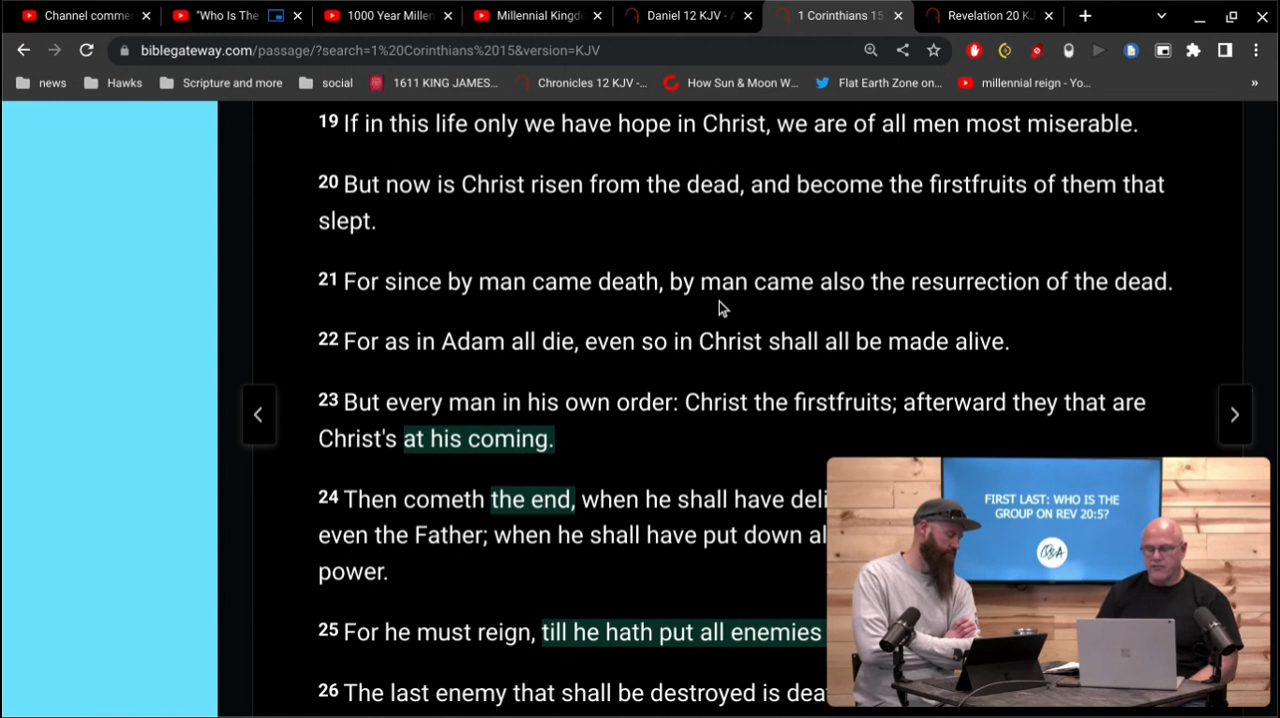 Channel comme
"Who Is The
1000 Year Millen
Millennial Kingd
Daniel 12 KJV - A
1 Corinthians 15
Revelation 20 KJ
biblegateway.com/passage/?search=1%20Corinthians%2015&version=KJV
news
Hawks
Scripture and more
social
1611 KING JAMES...
Chronicles 12 KJV -...
How Sun & Moon W...
Flat Earth Zone on...
millennial reign - Yo...
»
19 If in this life only we have hope in Christ, we are of all men most miserable.
20 But now is Christ risen from the dead, and become the firstfruits of them that
slept.
21 For since by man came death, by man came also the resurrection of the dead.
22 For as in Adam all die, even so in Christ shall all be made alive.
23 But every man in his own order: Christ the firstfruits; afterward they that are
Christ's at his coming.
24 Then cometh the end, when he shall have deli
even the Father; when he shall have put down al
power.
25 For he must reign, till he hath put all enemies
26 The last enemy that shall be destroyed is dea
FIRST LAST: WHO IS THE
GROUP ON REV 20:5?
Q&A